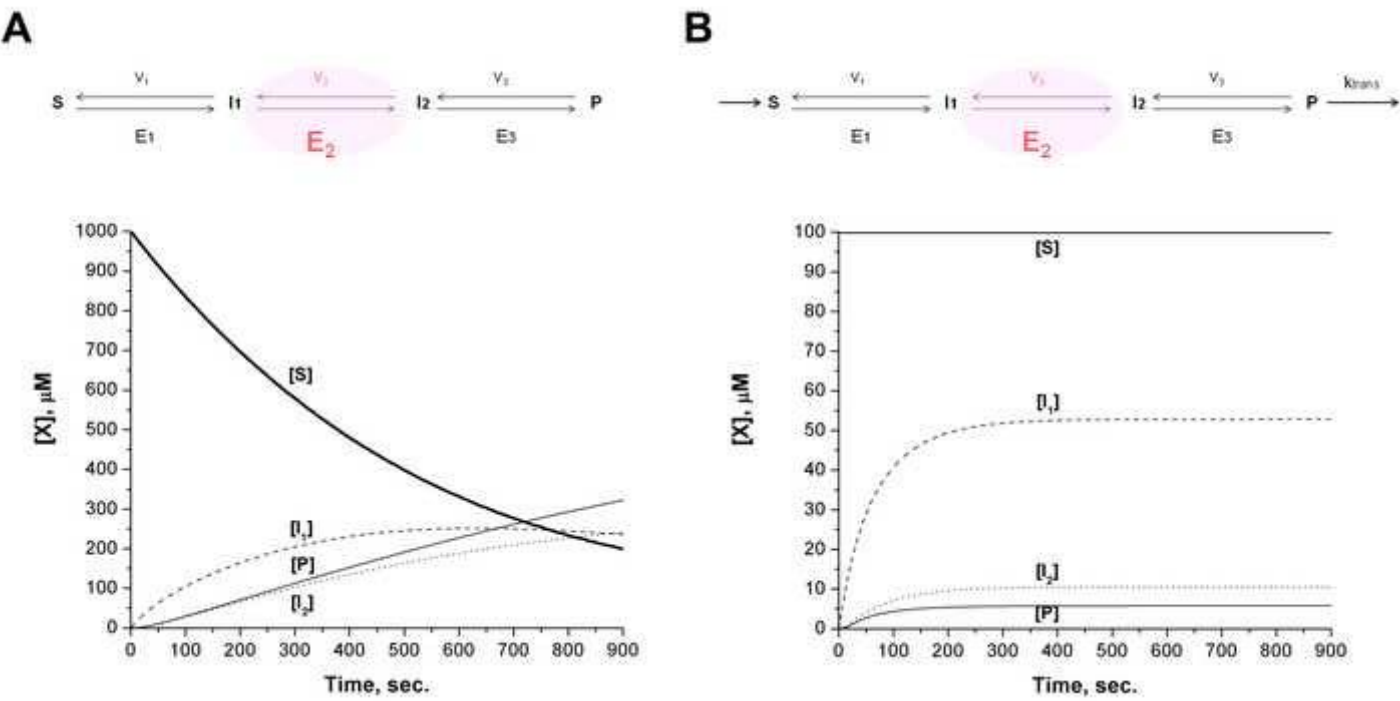 A
V₁ V₂ V₃
S I₁ I₂ P
E₁ E₂ E₃
1000
900
800
700
600
500
400
300
200
100
0
[X], μM
[S]
[I₁]
[P]
[I₂]
0 100 200 300 400 500 600 700 800 900
Time, sec.
B
V₁ V₂ V₃ ktrans
S I₁ I₂ P
E₁ E₂ E₃
100
90
80
70
60
50
40
30
20
10
0
[X], μM
[S]
[I₁]
[I₂]
[P]
0 100 200 300 400 500 600 700 800 900
Time, sec.